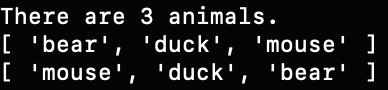 There are 3 animals.
[ 'bear', 'duck', 'mouse' ]
[ 'mouse', 'duck', 'bear' ]